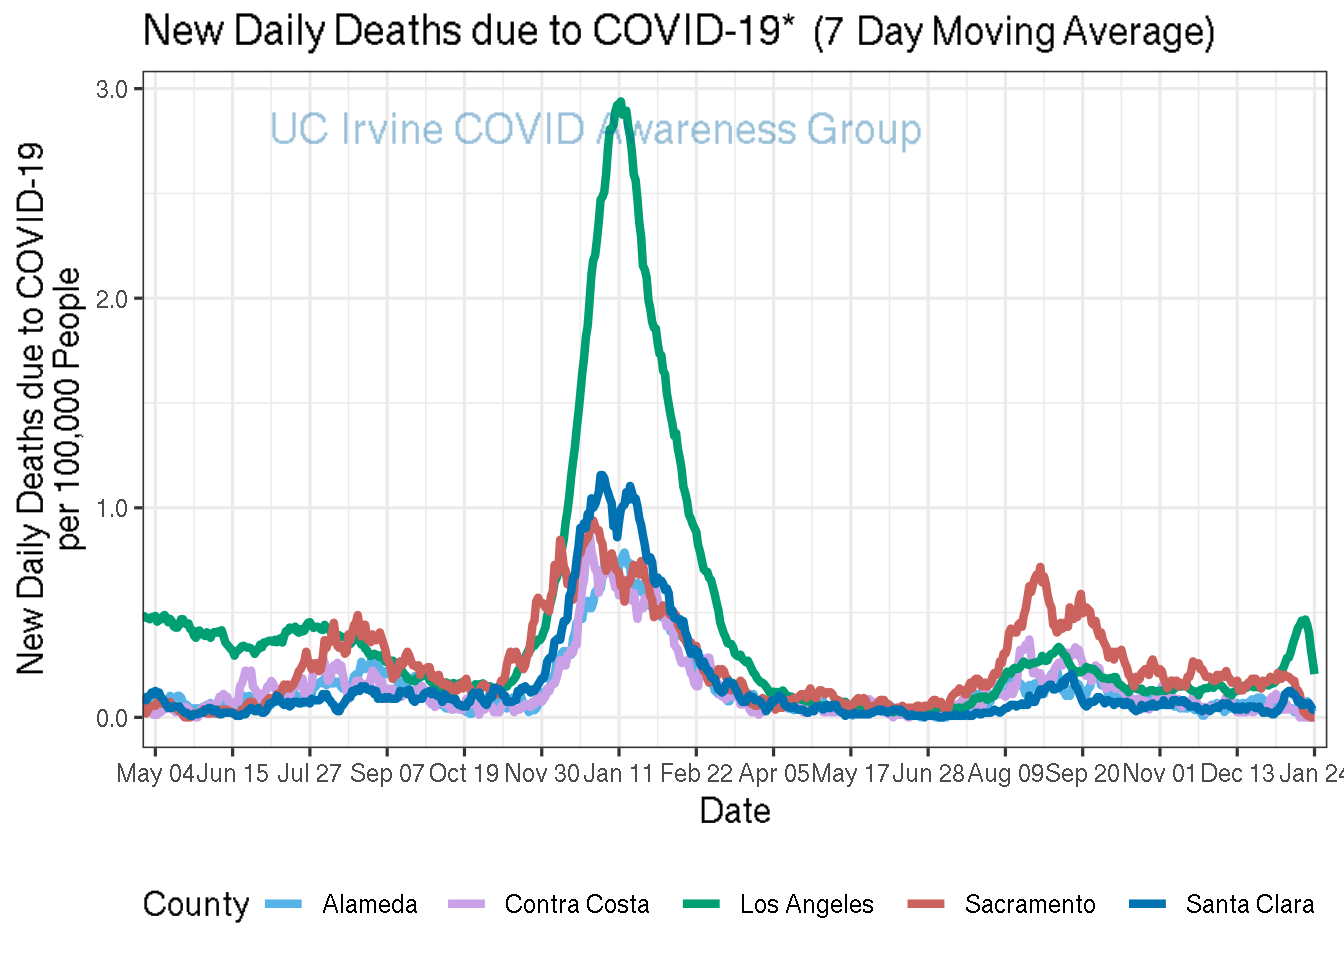 New Daily Deaths due to COVID-19* (7 Day Moving Average)
UC Irvine COVID Awareness Group
New Daily Deaths due to COVID-19
per 100,000 People
3.0
2.0
1.0
0.0
May 04 Jun 15 Jul 27 Sep 07 Oct 19 Nov 30 Jan 11 Feb 22 Apr 05 May 17 Jun 28 Aug 09 Sep 20 Nov 01 Dec 13 Jan 24
Date
County Alameda Contra Costa Los Angeles Sacramento Santa Clara